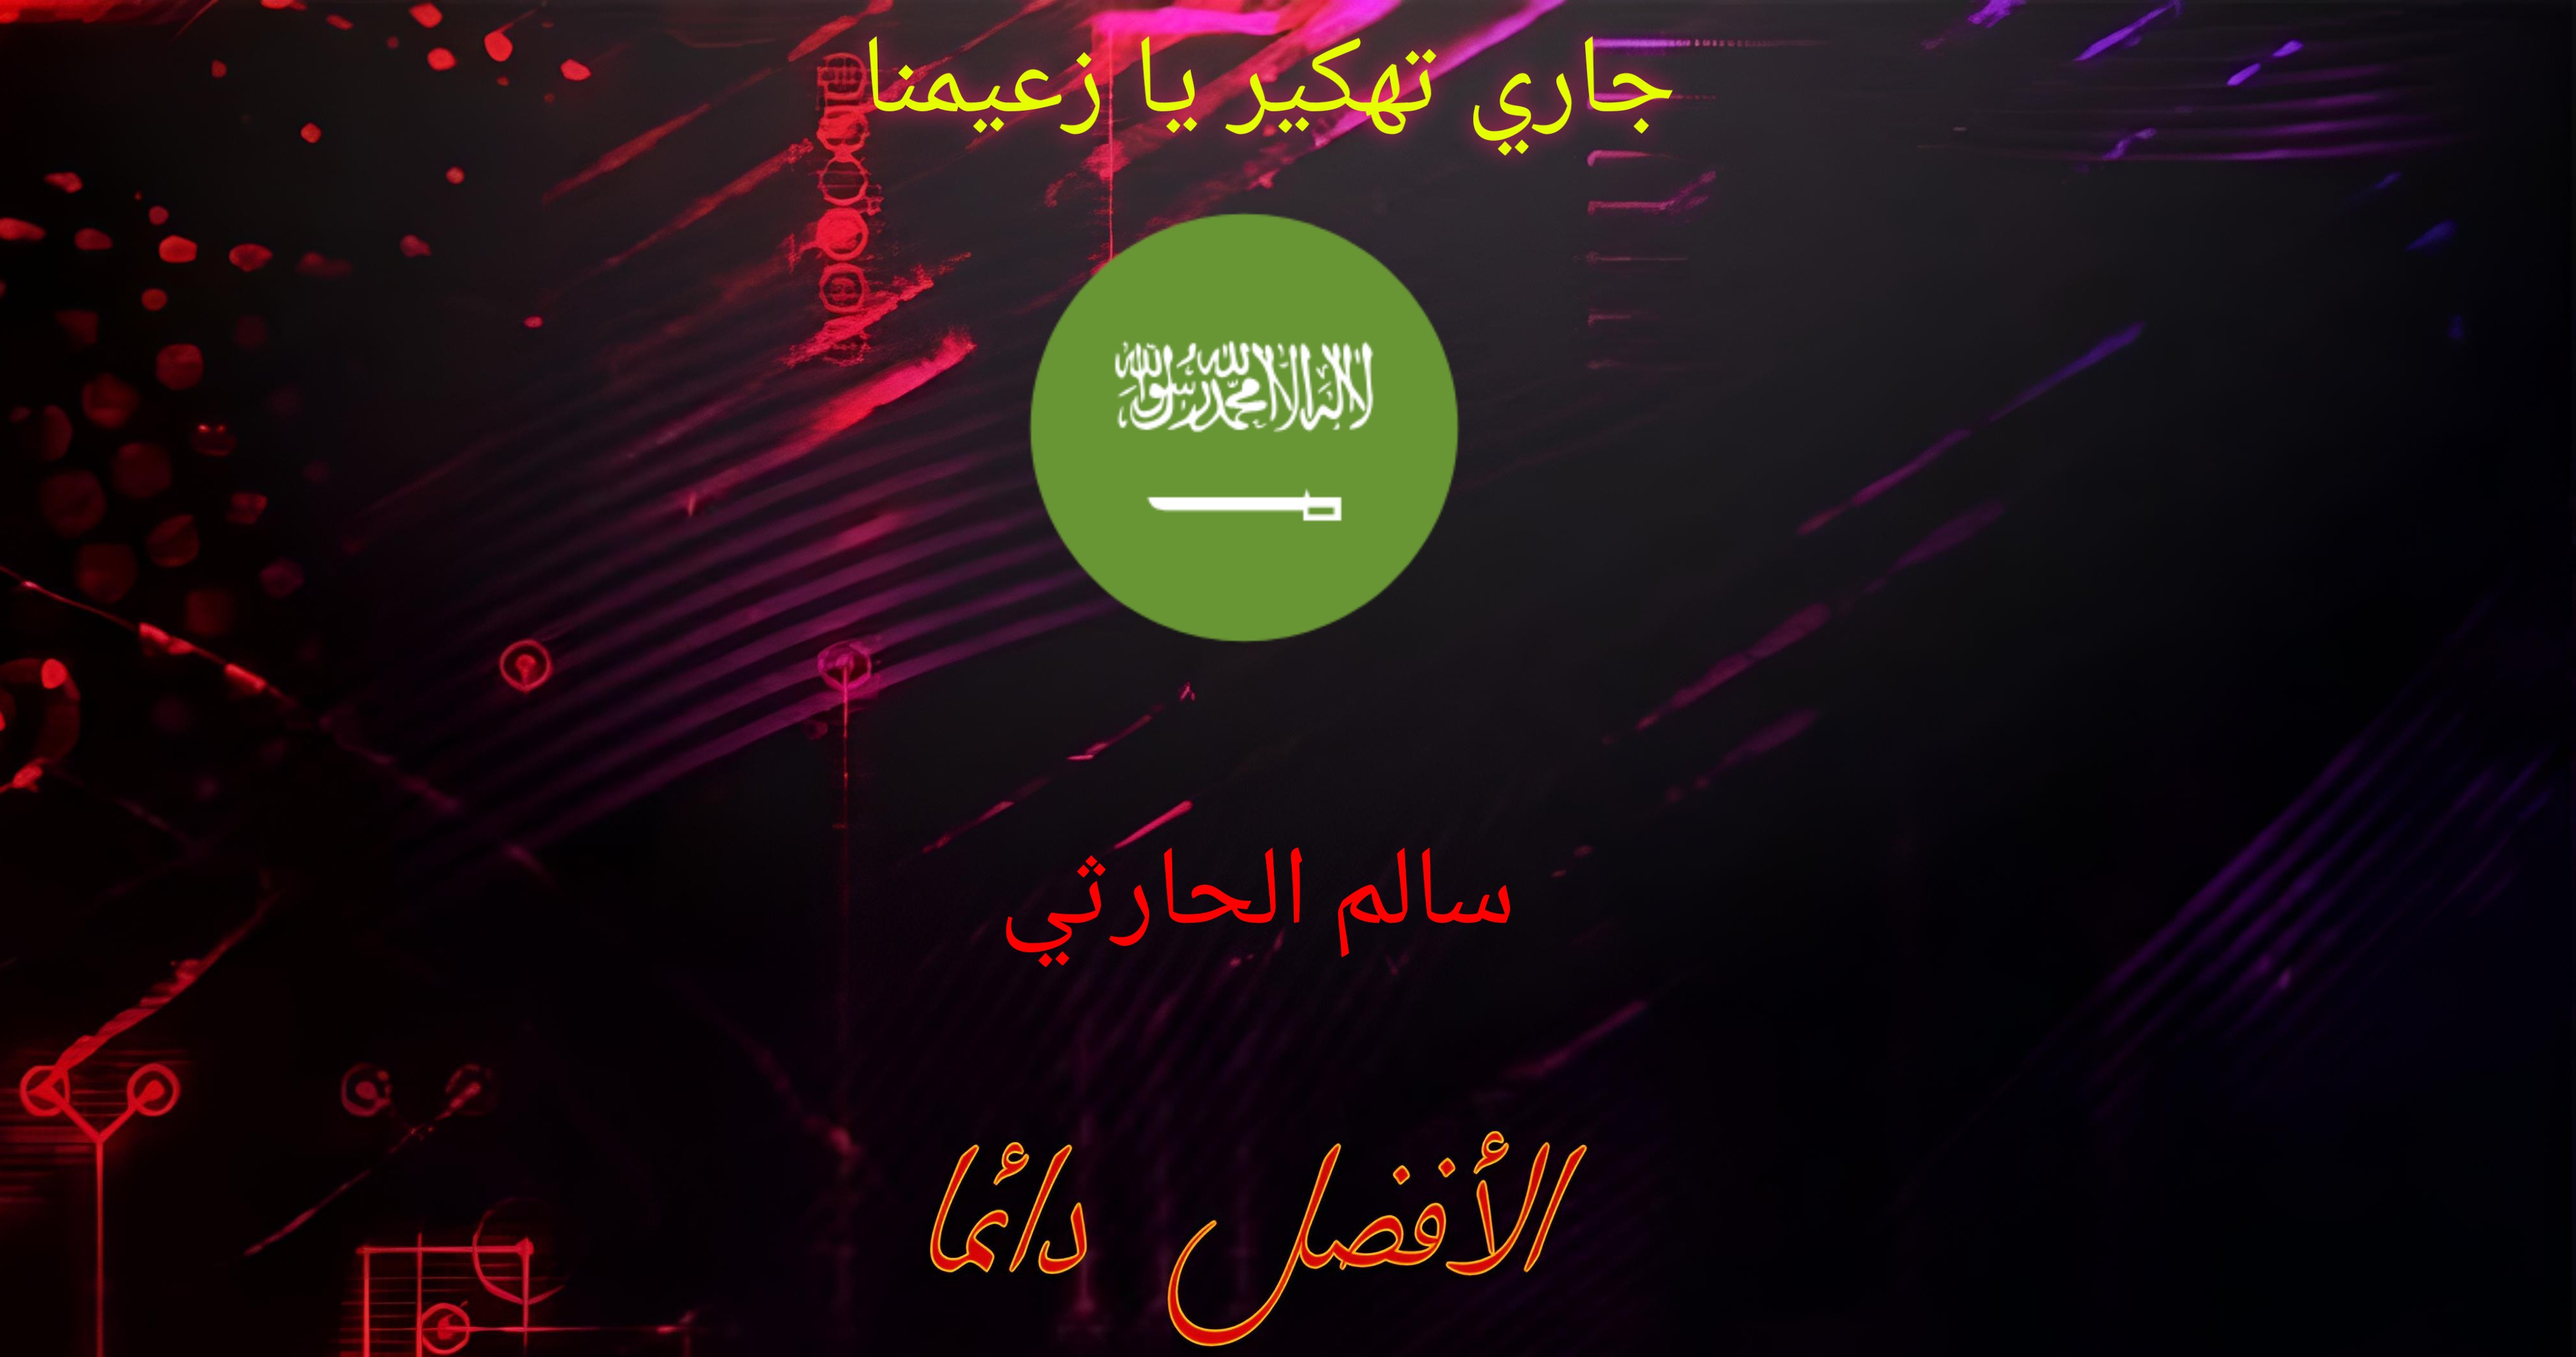 جاري تهكير يا زعيمنا
لا إله إلا الله محمد رسول الله
سالم الحارثي
الأفضل دائما